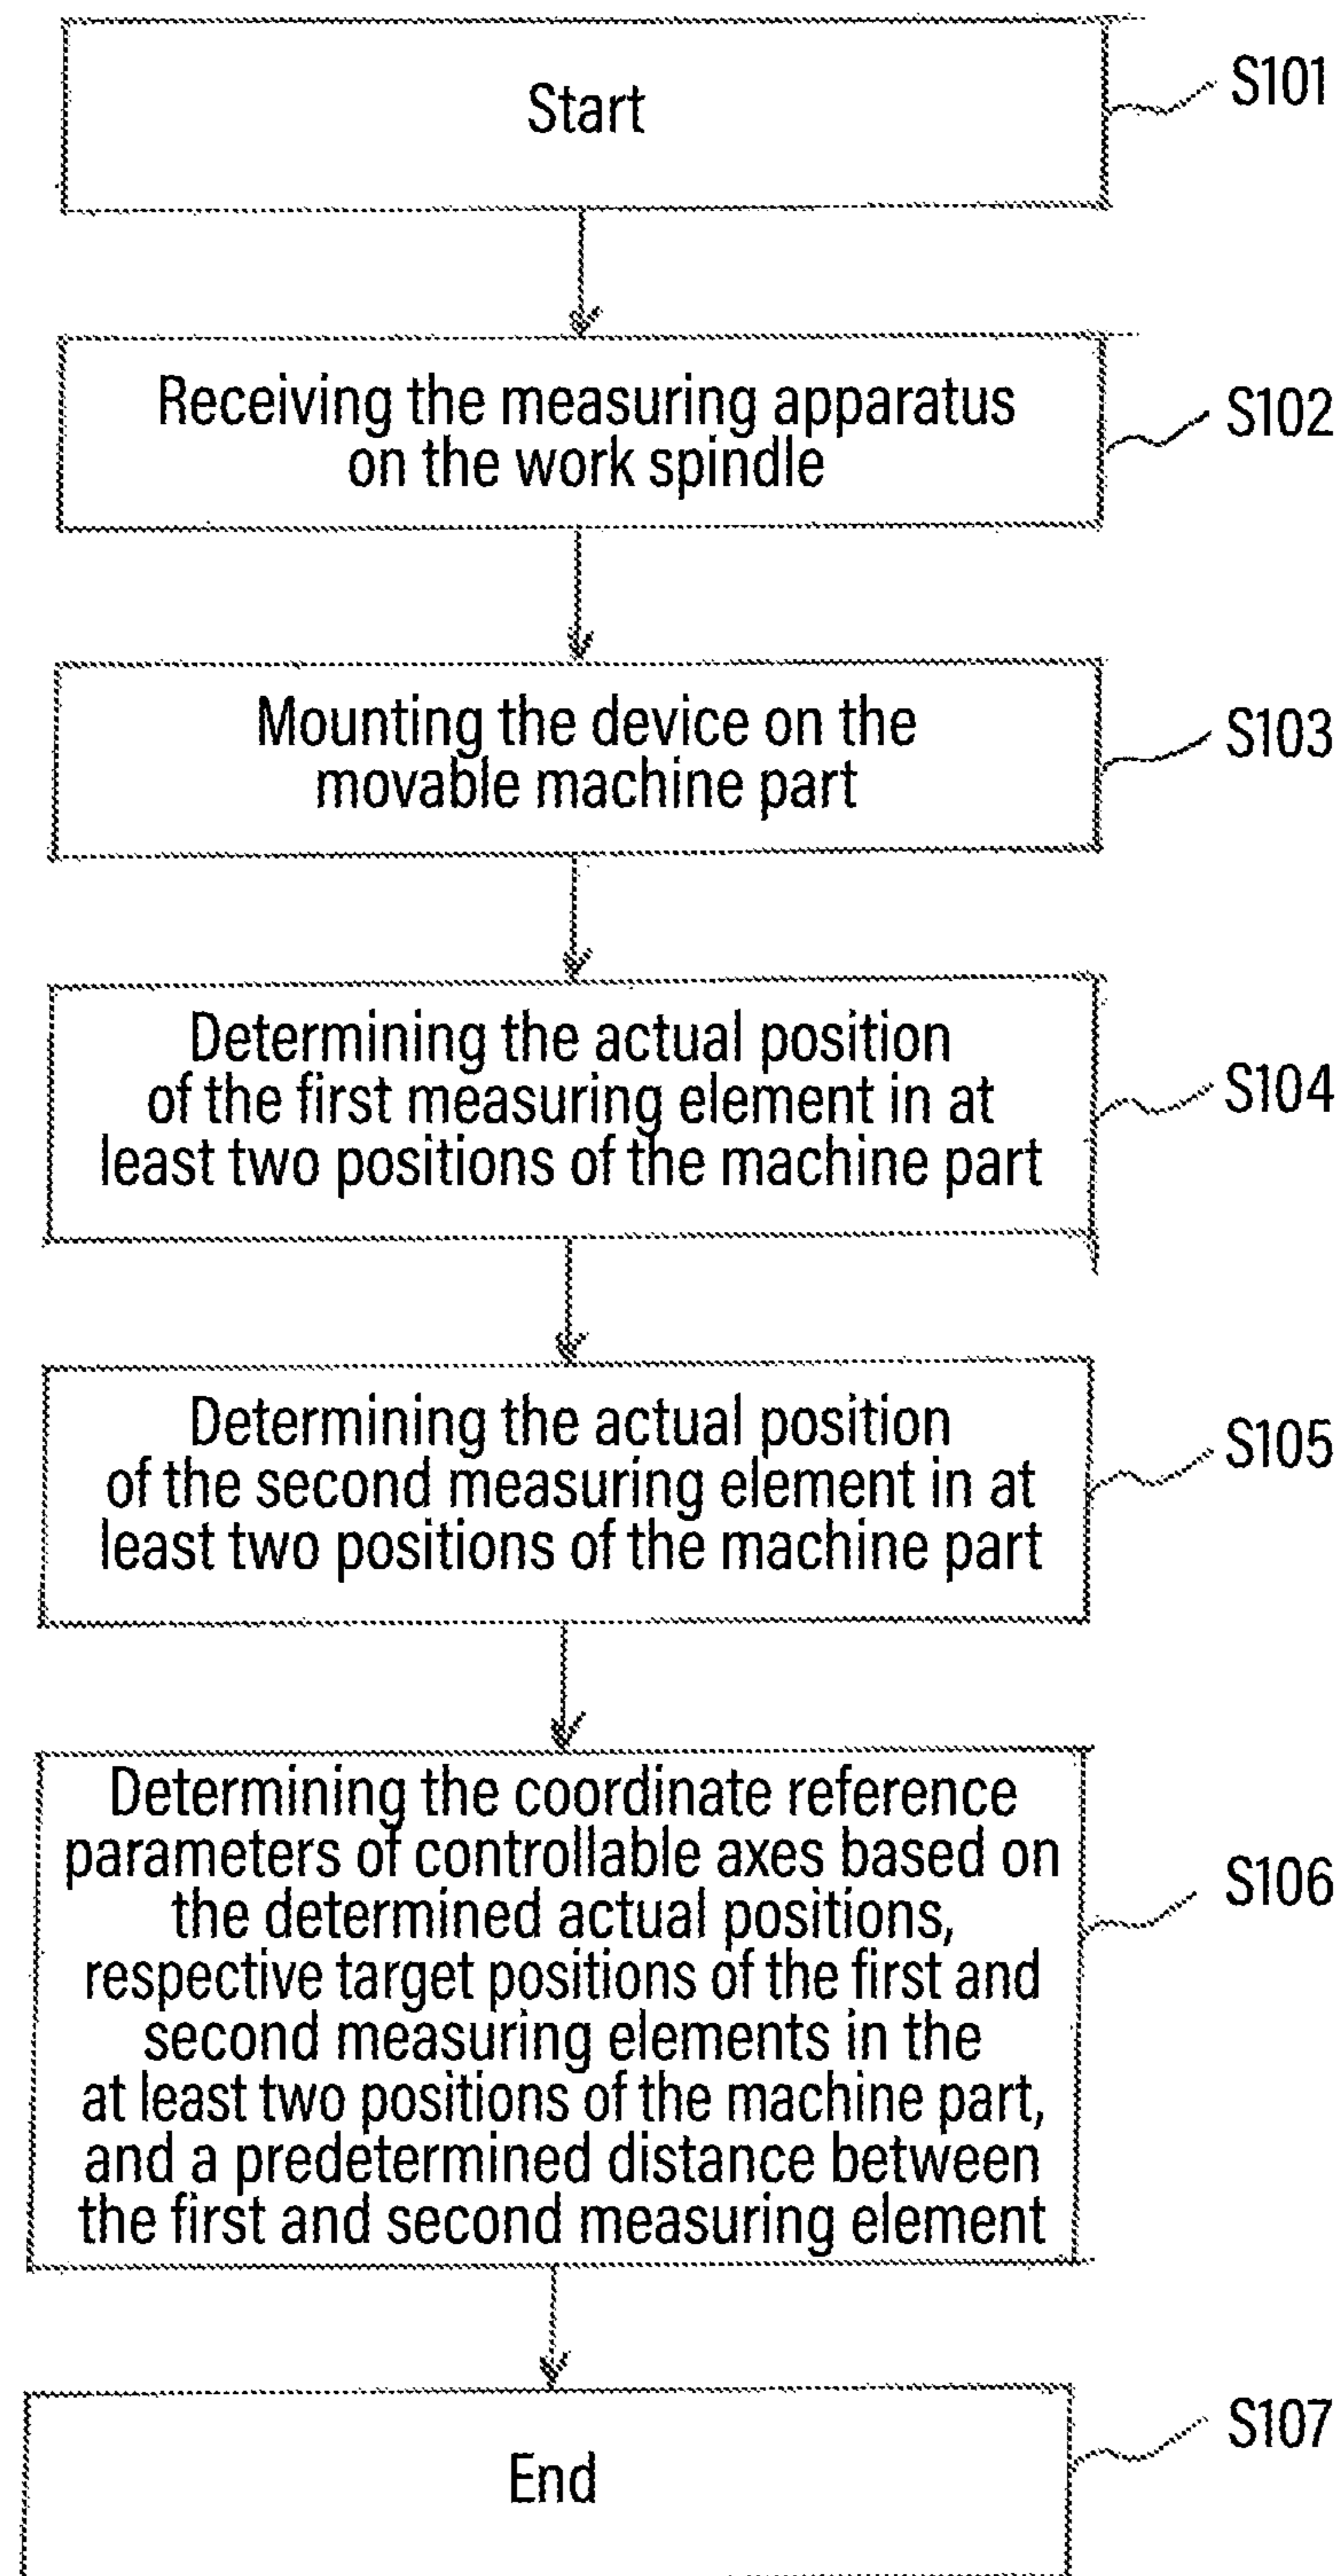 Start
S101
Receiving the measuring apparatus
on the work spindle
S102
Mounting the device on the
movable machine part
S103
Determining the actual position
of the first measuring element in at
least two positions of the machine part
S104
Determining the actual position
of the second measuring element in at
least two positions of the machine part
S105
Determining the coordinate reference
parameters of controllable axes based on
the determined actual positions,
respective target positions of the first and
second measuring elements in the
at least two positions of the machine part,
and a predetermined distance between
the first and second measuring element
S106
End
S107